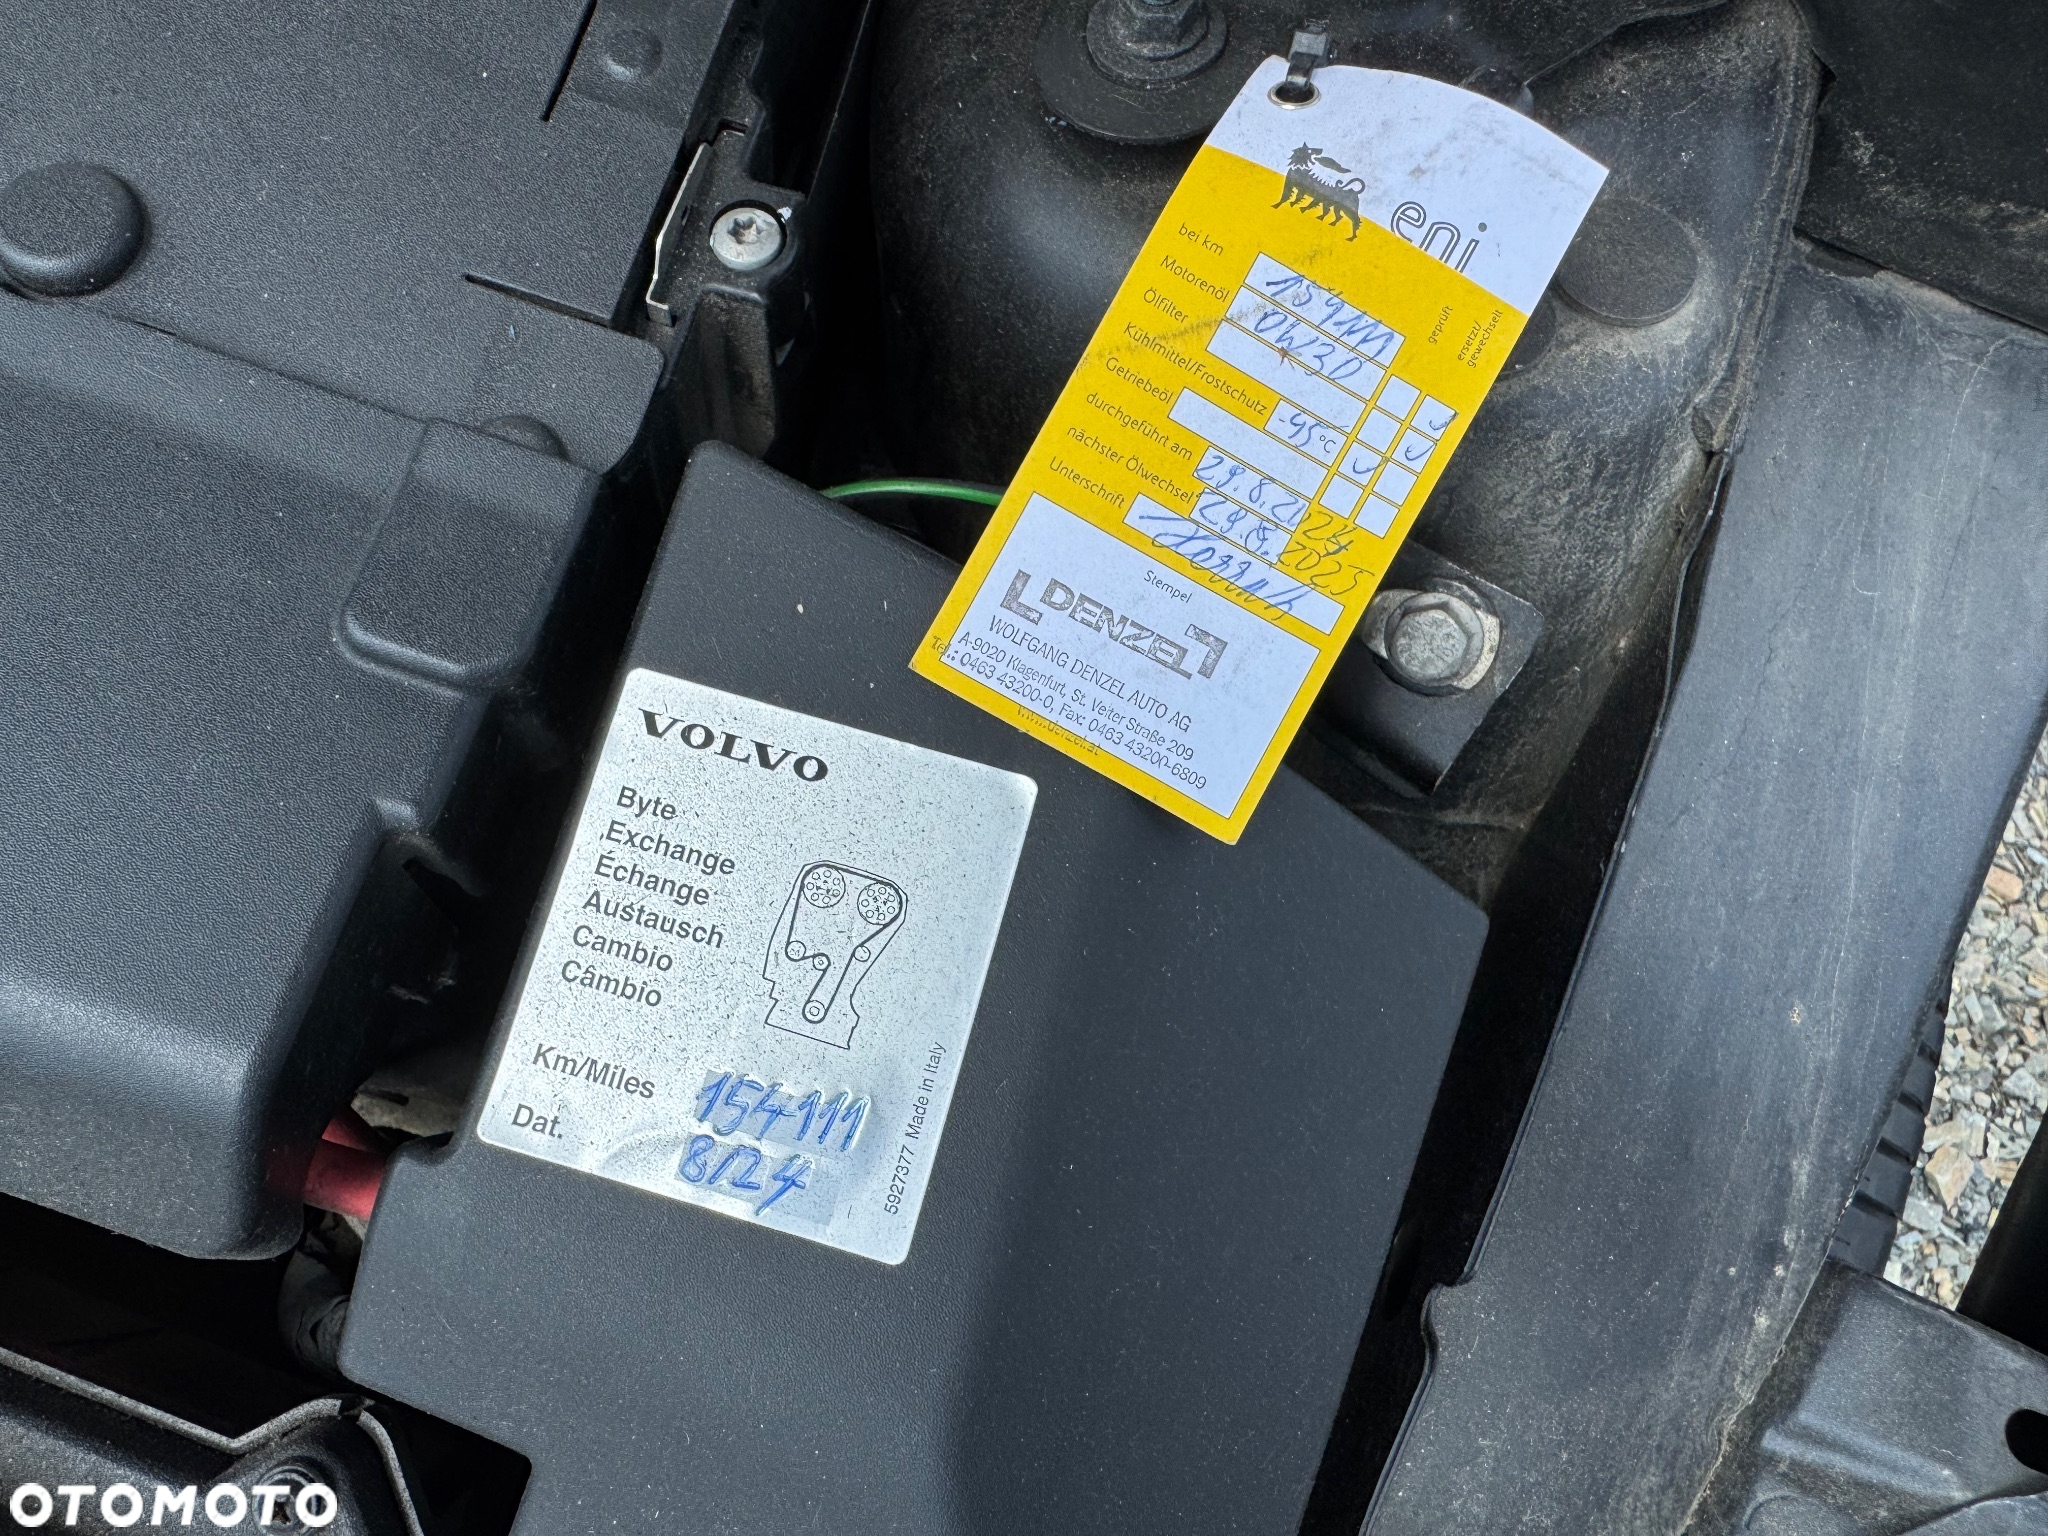 eni
geprüft
ersetzt/
gewechselt
bei km 154111
Motorenöl 0W30
Ölfilter
Kühlmittel/Frostschutz -45°C
Getriebeöl
durchgeführt am 29.8.2024
nächster Ölwechsel 29.8.2025
Unterschrift
Stempel
DENZEL
WOLFGANG DENZEL AUTO AG
A-9020 Klagenfurt, St. Veiter Straße 209
Tel.: 0463 43200-0, Fax: 0463 43200-6809
www.denzel.at
VOLVO
Byte
Exchange
Échange
Austausch
Cambio
Câmbio
Km/Miles 154111
Dat. 8/24
5927377 Made in Italy
OTOMOTO